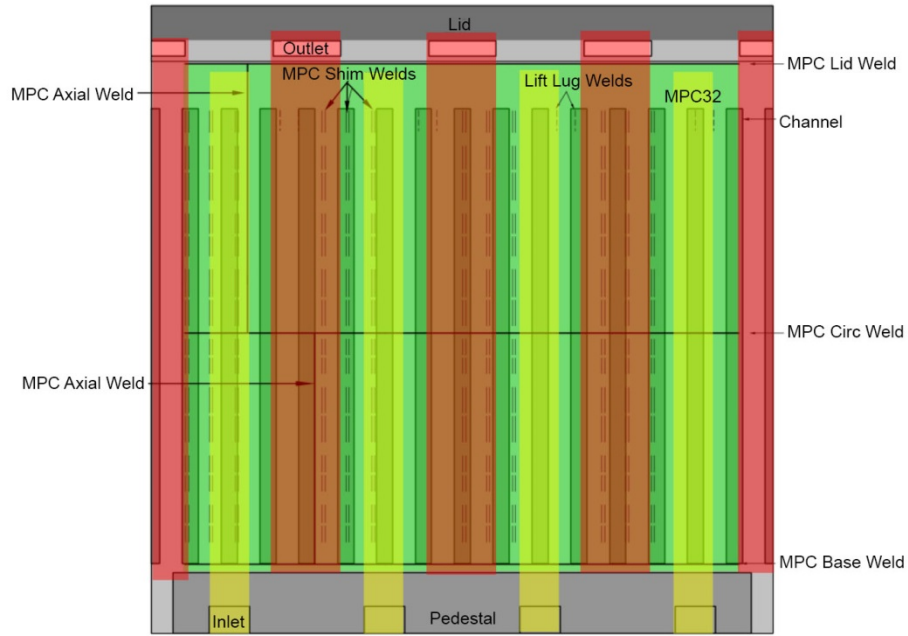 Lid
Outlet
MPC Lid Weld
MPC Shim Welds
Lift Lug Welds
MPC Axial Weld
MPC32
Channel
MPC Circ Weld
MPC Axial Weld
MPC Base Weld
Inlet
Pedestal